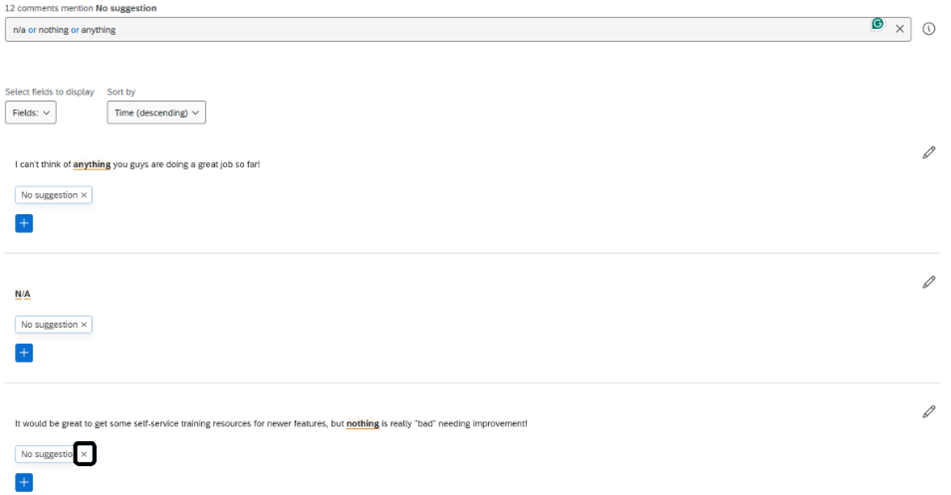 12 comments mention No suggestion
n/a or nothing or anything
Select fields to display
Sort by
Fields:
Time (descending)
I can't think of anything you guys are doing a great job so far!
No suggestion ×
+
N/A
No suggestion ×
+
It would be great to get some self-service training resources for newer features, but nothing is really "bad" needing improvement!
No suggestio ×
+